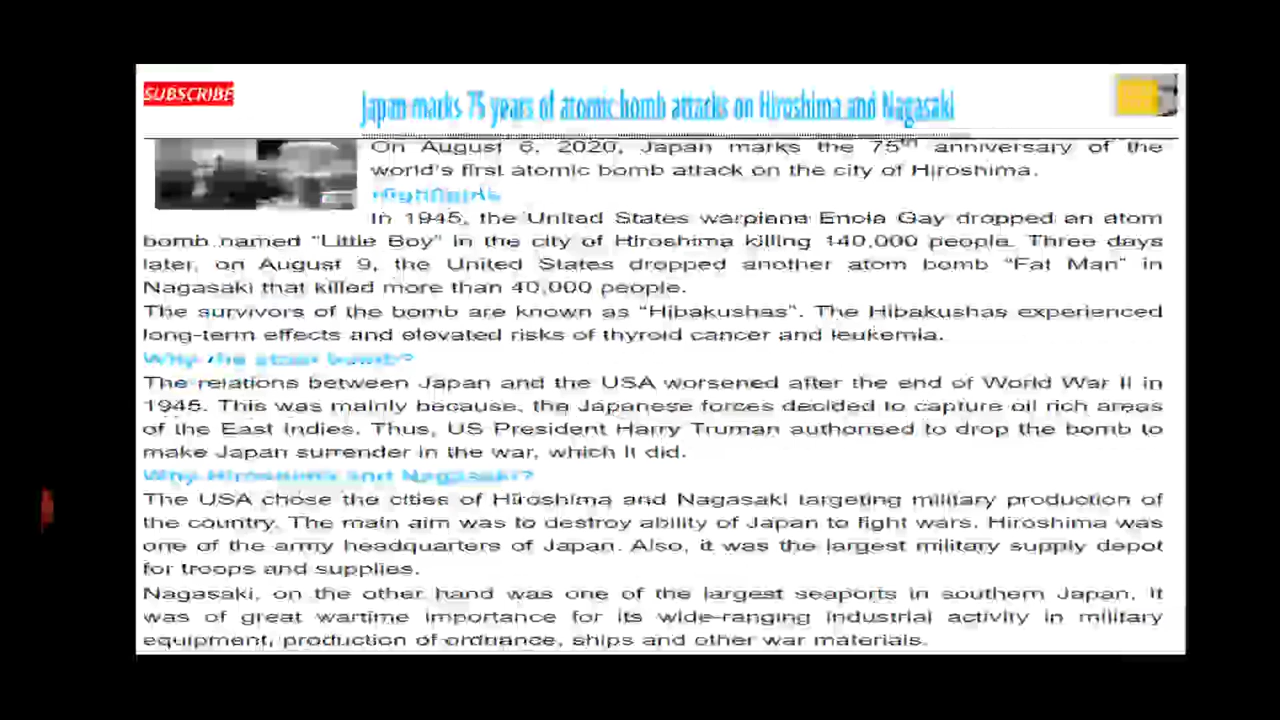 SUBSCRIBE
Japan marks 75 years of atomic bomb attacks on Hiroshima and Nagasaki
On August 6, 2020, Japan marks the 75th anniversary of the
world's first atomic bomb attack on the city of Hiroshima.
Highlights
In 1945, the United States warplane Enola Gay dropped an atom
bomb named "Little Boy" in the city of Hiroshima killing 140,000 people. Three days
later, on August 9, the United States dropped another atom bomb "Fat Man" in
Nagasaki that killed more than 40,000 people.
The survivors of the bomb are known as "Hibakushas". The Hibakushas experienced
long-term effects and elevated risks of thyroid cancer and leukemia.
Why the atom bomb?
The relations between Japan and the USA worsened after the end of World War II in
1945. This was mainly because, the Japanese forces decided to capture oil rich areas
of the East Indies. Thus, US President Harry Truman authorised to drop the bomb to
make Japan surrender in the war, which it did.
Why Hiroshima and Nagasaki?
The USA chose the cities of Hiroshima and Nagasaki targeting military production of
the country. The main aim was to destroy ability of Japan to fight wars. Hiroshima was
one of the army headquarters of Japan. Also, it was the largest military supply depot
for troops and supplies.
Nagasaki, on the other hand was one of the largest seaports in southern Japan. It
was of great wartime importance for its wide-ranging industrial activity in military
equipment, production of ordnance, ships and other war materials.